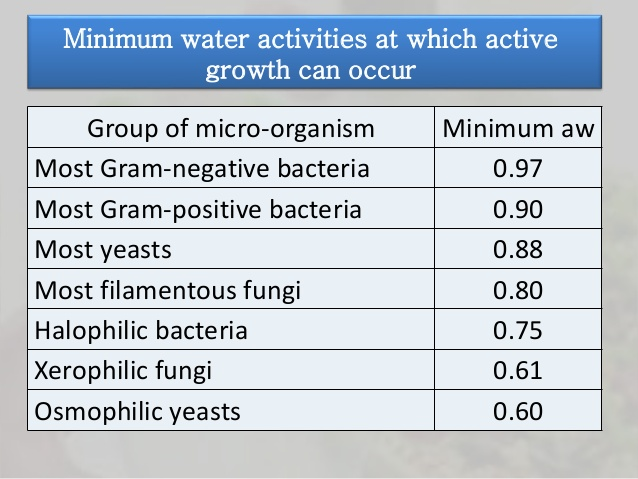 Minimum water activities at which active
growth can occur
Group of micro-organism Minimum aw
Most Gram-negative bacteria 0.97
Most Gram-positive bacteria 0.90
Most yeasts 0.88
Most filamentous fungi 0.80
Halophilic bacteria 0.75
Xerophilic fungi 0.61
Osmophilic yeasts 0.60